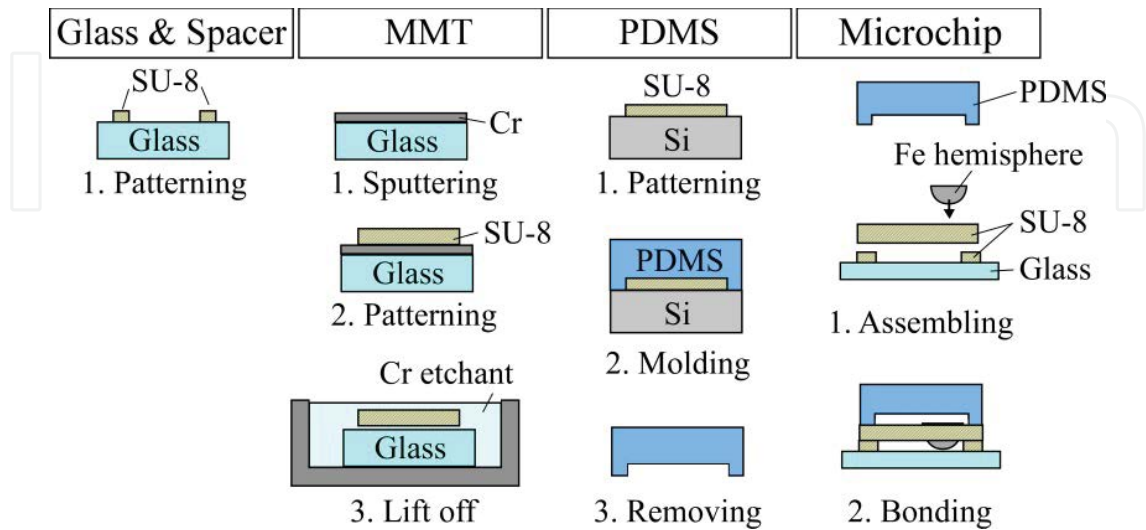 Glass & Spacer
SU-8
Glass
1. Patterning
MMT
Cr
Glass
1. Sputtering
SU-8
Glass
2. Patterning
Cr etchant
Glass
3. Lift off
PDMS
SU-8
Si
1. Patterning
PDMS
Si
2. Molding
3. Removing
Microchip
PDMS
Fe hemisphere
SU-8
Glass
1. Assembling
2. Bonding